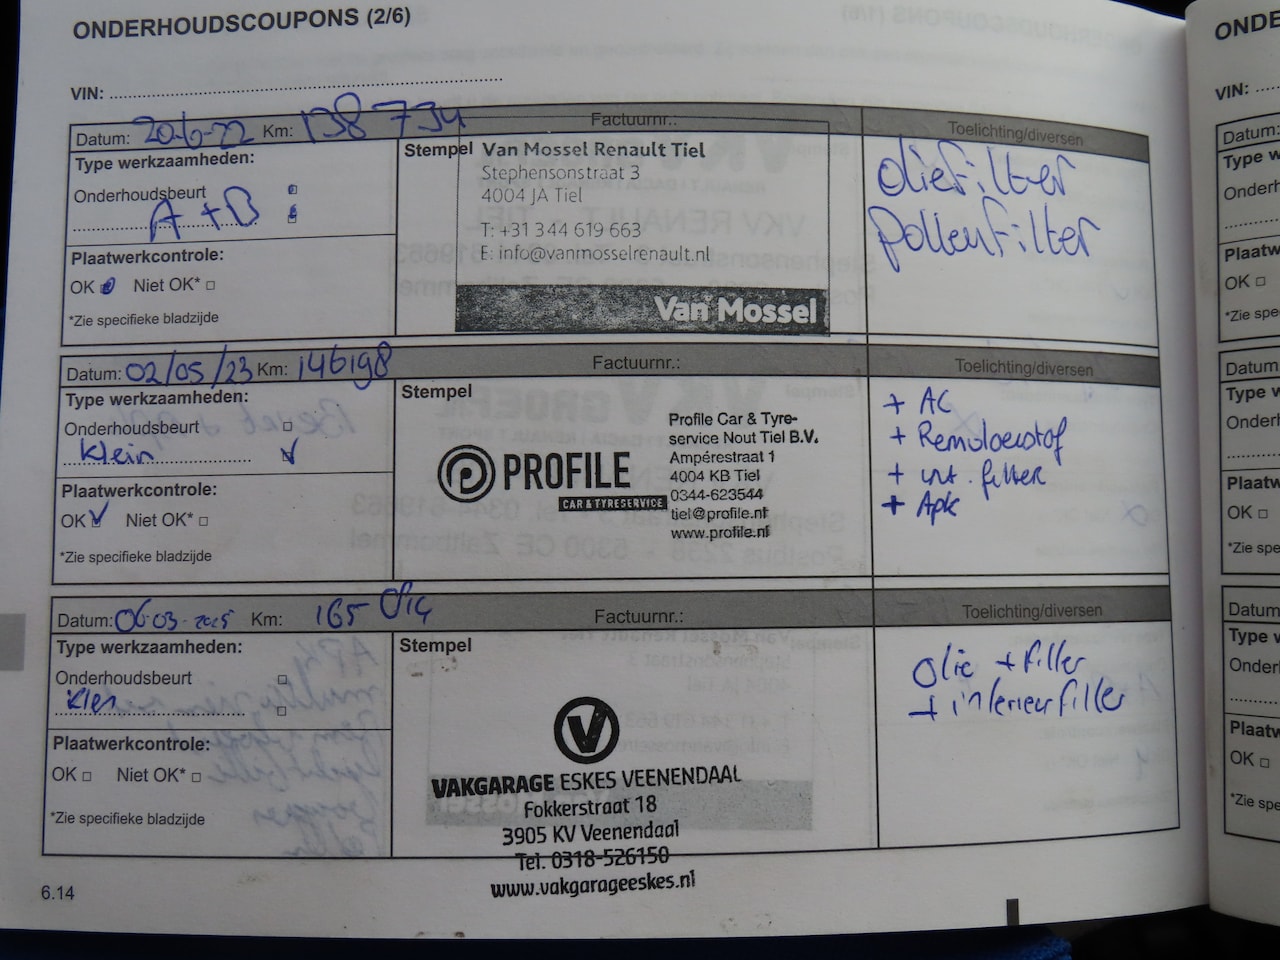 ONDERHOUDSCOUPONS (2/6)
VIN:
Datum: 20-6-22 Km: 138 734 Factuurnr.: Toelichting/diversen
Type werkzaamheden:
Onderhoudsbeurt
A + B
Plaatwerkcontrole:
OK Niet OK*
*Zie specifieke bladzijde
Stempel
Van Mossel Renault Tiel
Stephensonstraat 3
4004 JA Tiel
T: +31 344 619 663
E: info@vanmosselrenault.nl
Van Mossel
oliefilter
pollenfilter
Datum: 02/05/23 Km: 146198 Factuurnr.: Toelichting/diversen
Type werkzaamheden:
Onderhoudsbeurt
Klein
Plaatwerkcontrole:
OK Niet OK*
*Zie specifieke bladzijde
Stempel
PROFILE
CAR & TYRESERVICE
Profile Car & Tyre-
service Nout Tiel B.V.
Ampérestraat 1
4004 KB Tiel
0344-623544
tiel@profile.nl
www.profile.nl
+ AC
+ Remvloeistof
+ int. filter
+ Apk
Datum: 06-03-2025 Km: 165 014 Factuurnr.: Toelichting/diversen
Type werkzaamheden:
Onderhoudsbeurt
Plaatwerkcontrole:
OK Niet OK*
*Zie specifieke bladzijde
Stempel
VAKGARAGE ESKES VEENENDAAL
Fokkerstraat 18
3905 KV Veenendaal
Tel. 0318-526150
www.vakgarageeskes.nl
olie + filter
+ interieurfilter
6.14
ONDE
VIN:
Datum:
Type w
Onderh
Plaatw
OK
*Zie spe
Datum
Type w
Onderh
Plaatw
OK
*Zie spe
Datum
Type w
Onder
Plaat
OK
*Zie